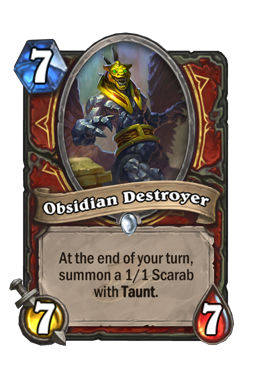 7
Obsidian Destroyer
At the end of your turn,
summon a 1/1 Scarab
with Taunt.
7
7